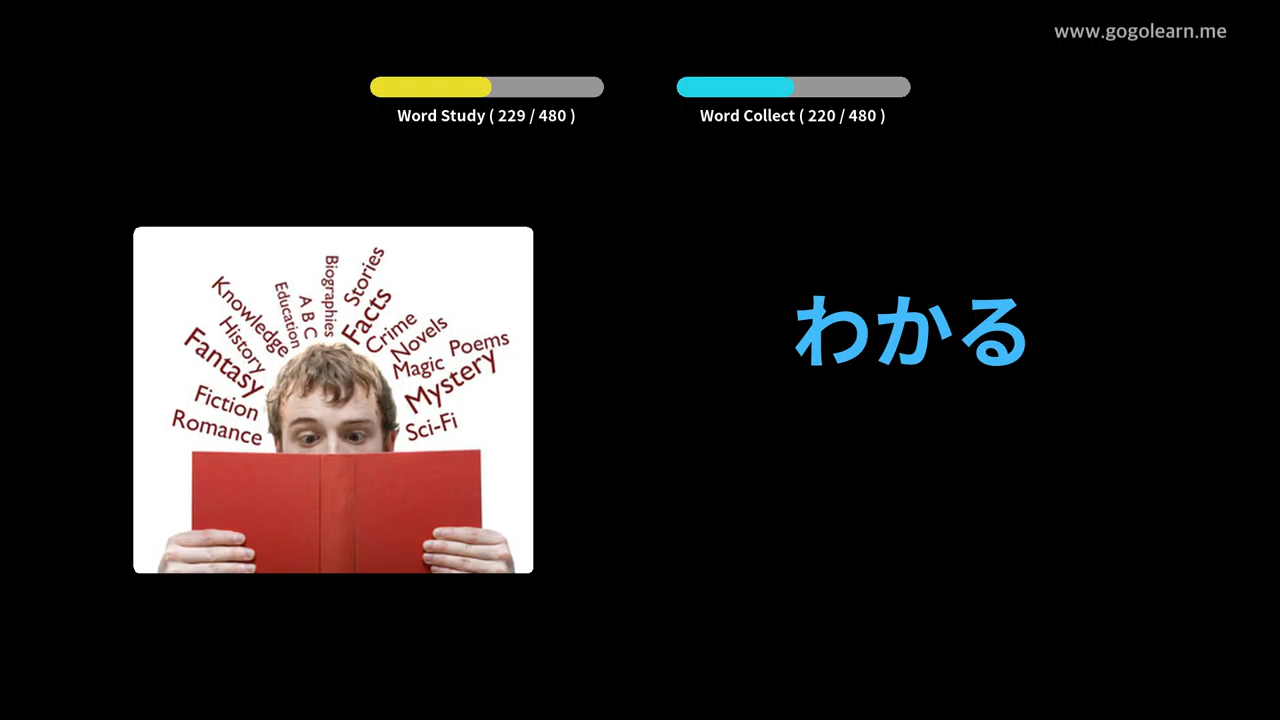 www.gogolearn.me
Word Study ( 229 / 480 )
Word Collect ( 220 / 480 )
Knowledge
History
Fantasy
Fiction
Romance
Education
A B C
Biographies
Stories
Facts
Crime
Novels
Magic
Poems
Mystery
Sci-Fi
わかる